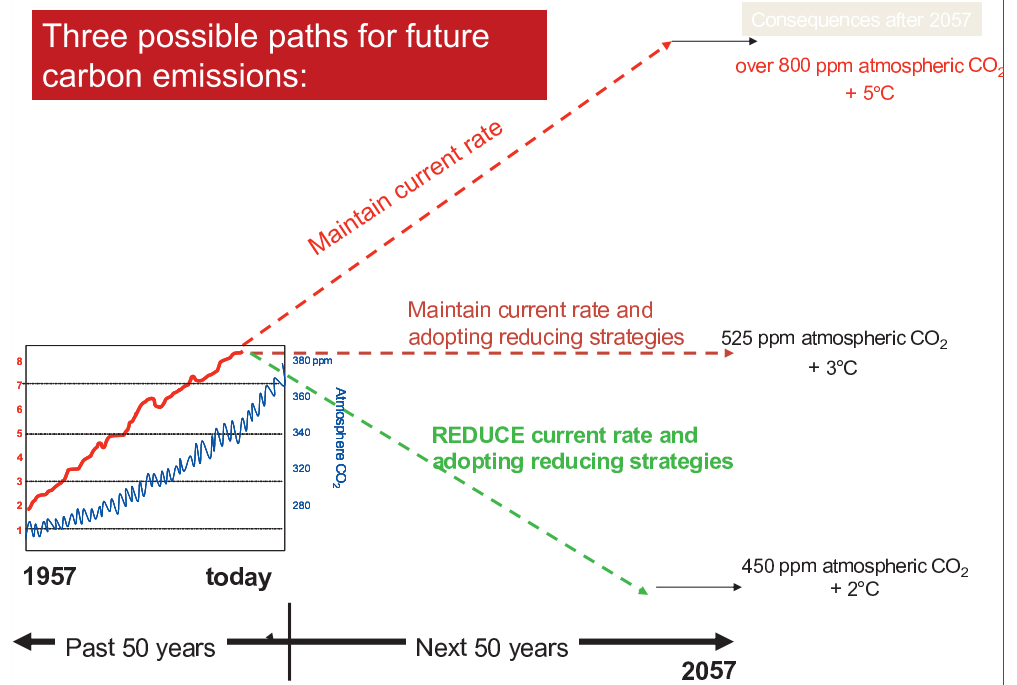 Three possible paths for future
carbon emissions:
Consequences after 2057
over 800 ppm atmospheric CO₂
+ 5ºC
Maintain current rate
Maintain current rate and
adopting reducing strategies
525 ppm atmospheric CO₂
+ 3ºC
REDUCE current rate and
adopting reducing strategies
450 ppm atmospheric CO₂
+ 2ºC
8
7
6
5
4
3
2
1
380 ppm
360
340
320
280
Atmosphere CO₂
1957
today
Past 50 years
Next 50 years
2057